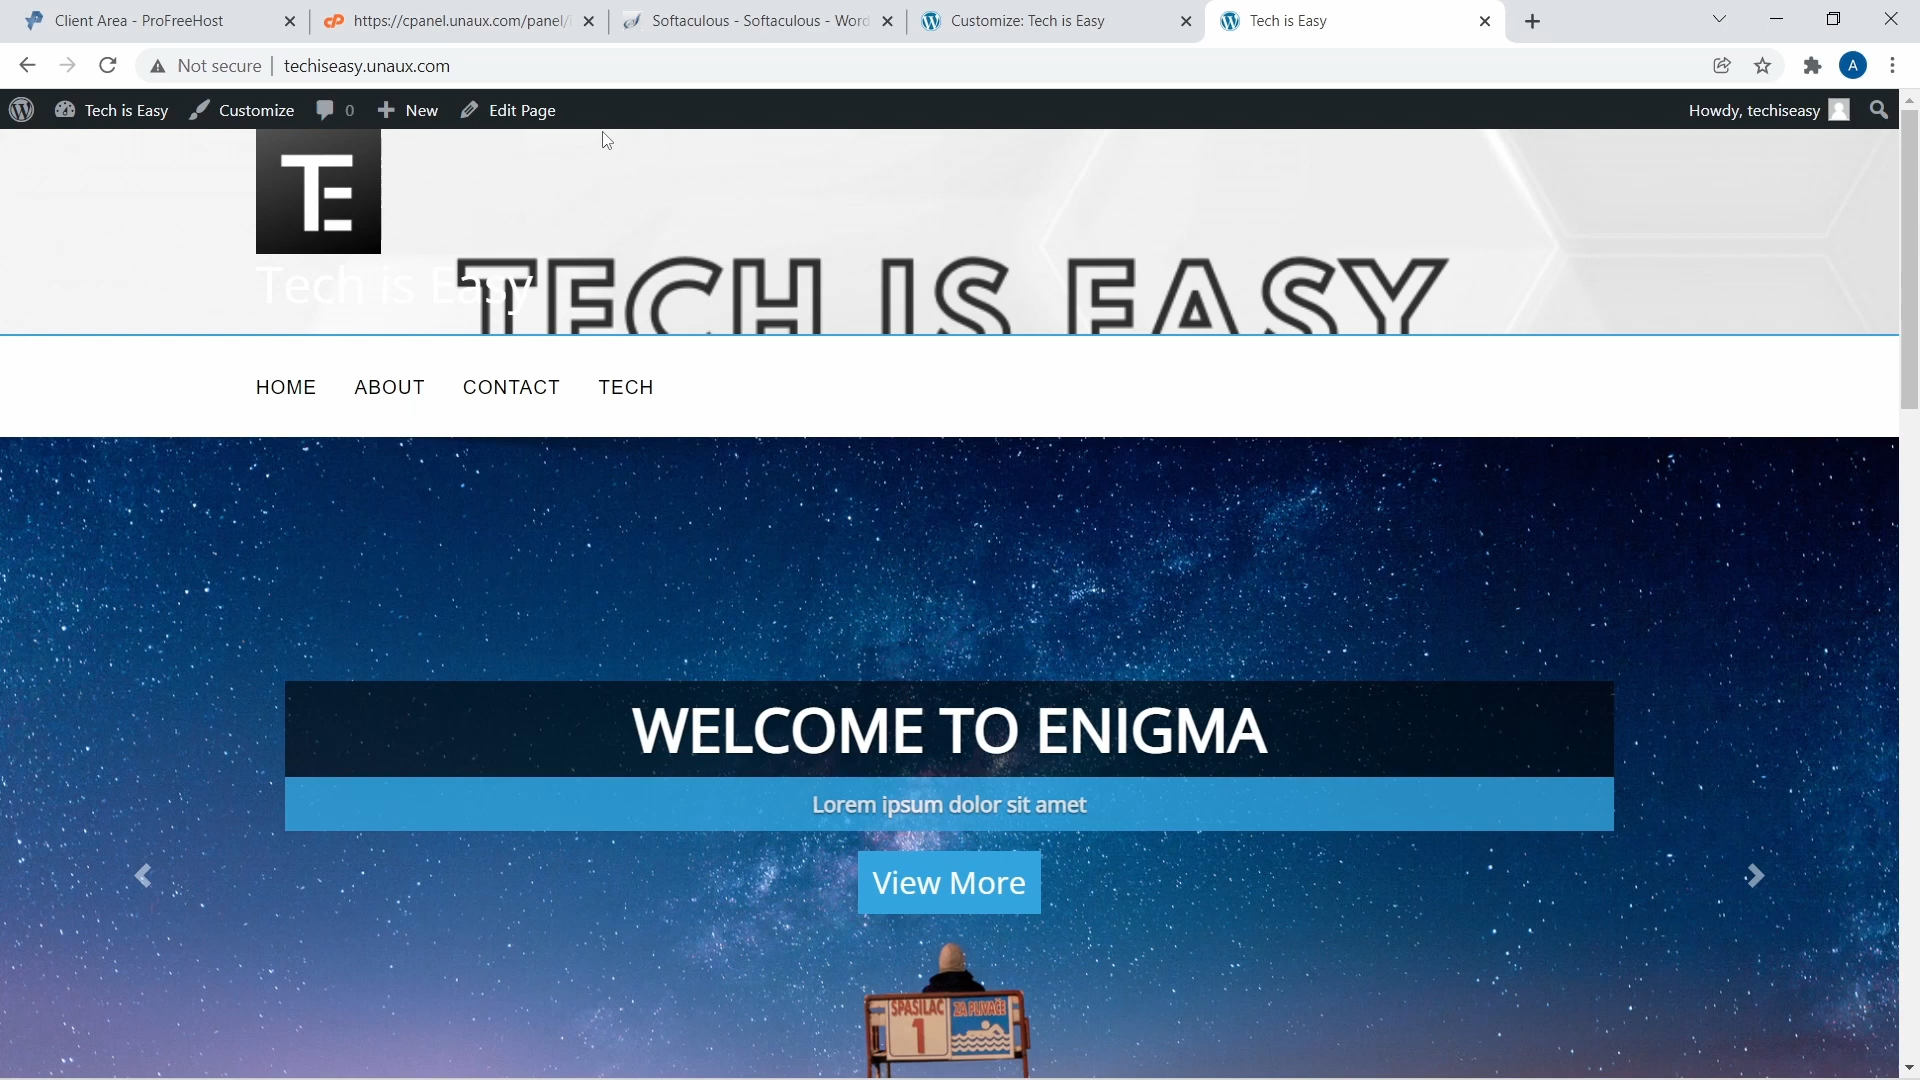 Client Area - ProFreeHost
https://cpanel.unaux.com/panel/
Softaculous - Softaculous - Word
Customize: Tech is Easy
Tech is Easy
Not secure
techiseasy.unaux.com
A
Tech is Easy
Customize
0
New
Edit Page
Howdy, techiseasy
TE
Tech is Easy
TECH IS EASY
HOME
ABOUT
CONTACT
TECH
WELCOME TO ENIGMA
Lorem ipsum dolor sit amet
View More
SPASILAC
1
ZA PLIVAČE